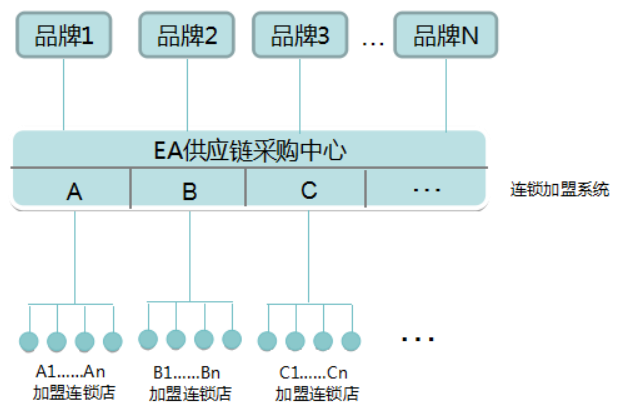 品牌1
品牌2
品牌3
...
品牌N
EA供应链采购中心
A
B
C
...
连锁加盟系统
A1......An
加盟连锁店
B1......Bn
加盟连锁店
C1......Cn
加盟连锁店
...